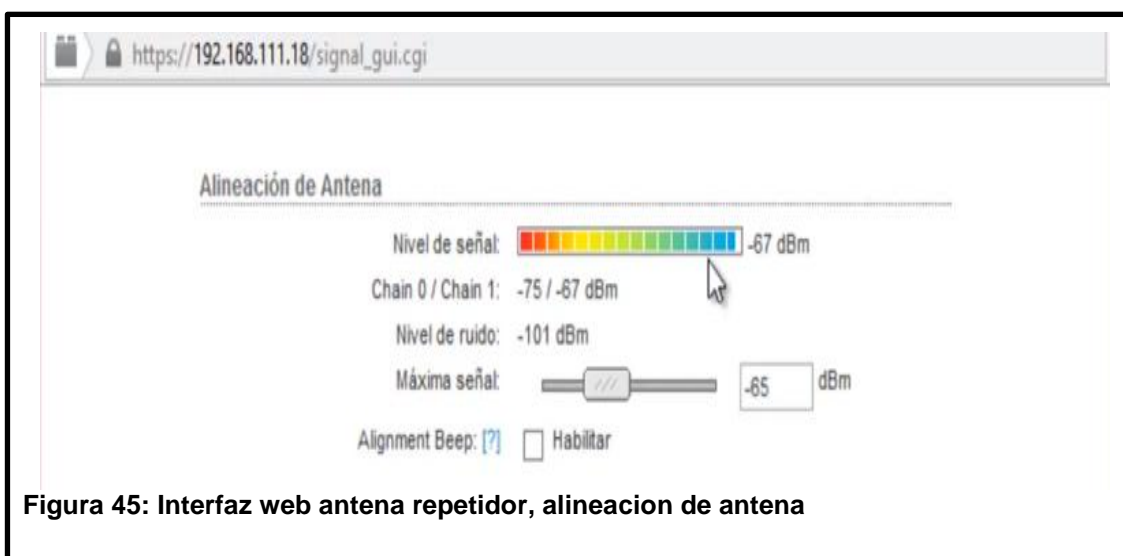 https://192.168.111.18/signal_gui.cgi
Alineación de Antena
Nivel de señal: -67 dBm
Chain 0 / Chain 1: -75 / -67 dBm
Nivel de ruido: -101 dBm
Máxima señal: -65 dBm
Alignment Beep: [?] Habilitar
Figura 45: Interfaz web antena repetidor, alineacion de antena